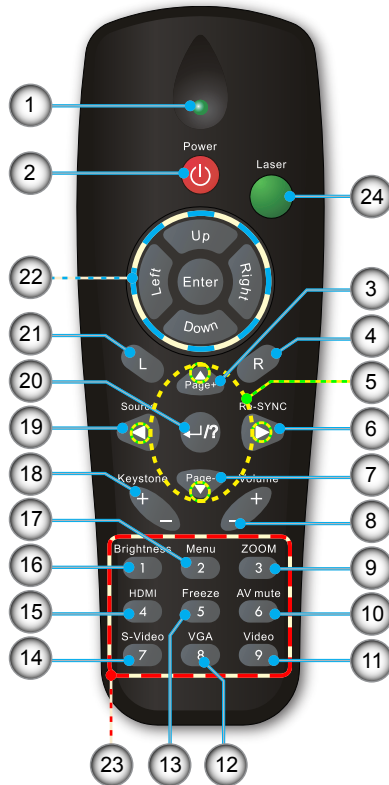 1
Power
2
Laser
24
Up
22
Left
Enter
Right
3
Down
21
L
R
4
Page+
5
20
Source
Re-SYNC
←/?
19
6
18
Keystone
Page-
Volume
7
+
+
17
–
–
8
Brightness
Menu
ZOOM
16
1
2
3
9
HDMI
Freeze
AV mute
15
4
5
6
10
S-Video
VGA
Video
14
7
8
9
11
23
13
12